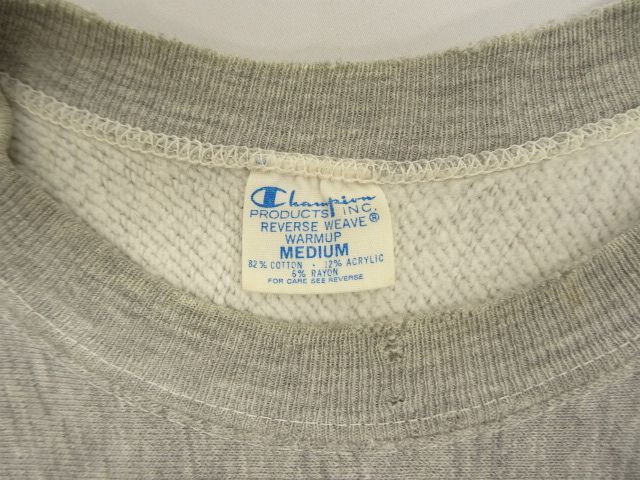 Champion
PRODUCTS INC.
REVERSE WEAVE®
WARMUP
MEDIUM
82% COTTON · 12% ACRYLIC
6% RAYON
FOR CARE SEE REVERSE